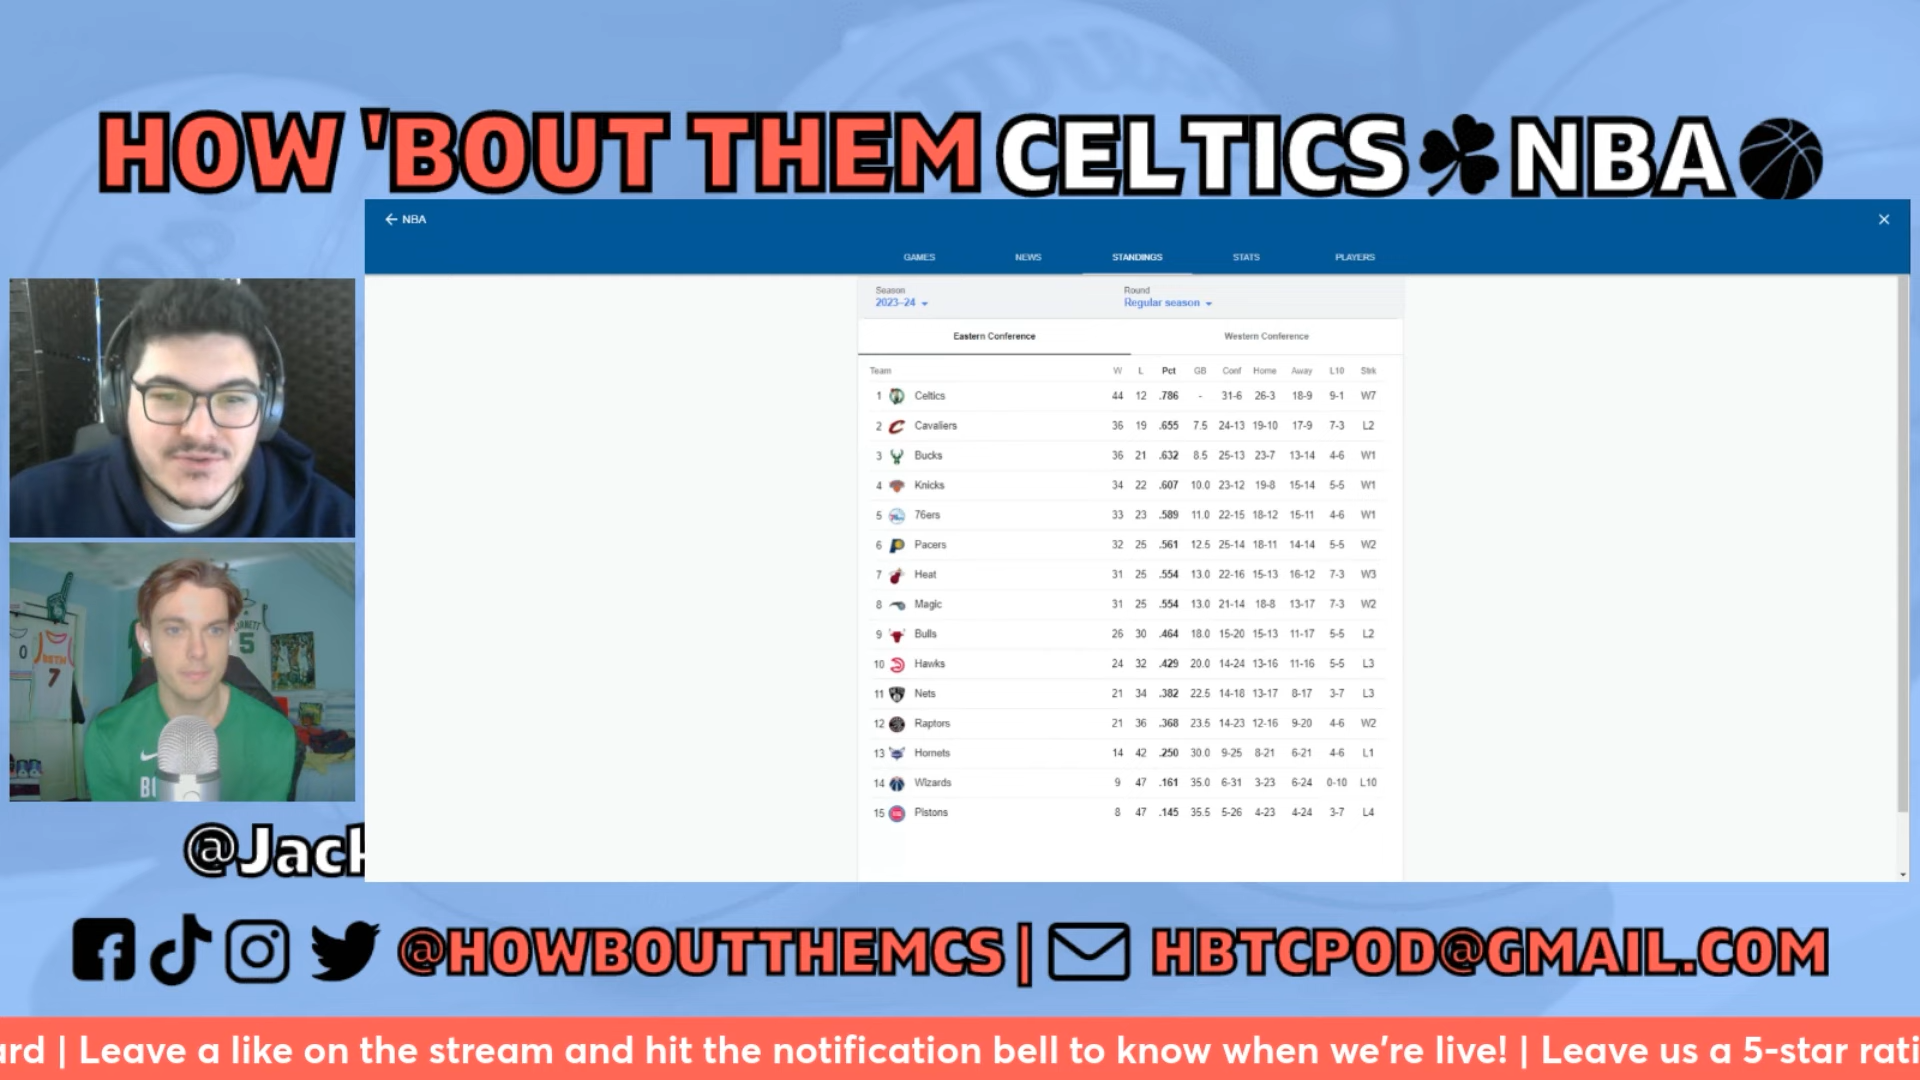 HOW 'BOUT THEM CELTICS NBA
← NBA
GAMES NEWS STANDINGS STATS PLAYERS
Season Round
2023–24 Regular season
Eastern Conference Western Conference
Team W L Pct GB Conf Home Away L10 Strk
1 Celtics 44 12 .786 - 31-6 26-3 18-9 9-1 W7
2 Cavaliers 36 19 .655 7.5 24-13 19-10 17-9 7-3 L2
3 Bucks 36 21 .632 8.5 25-13 23-7 13-14 4-6 W1
4 Knicks 34 22 .607 10.0 23-12 19-8 15-14 5-5 W1
5 76ers 33 23 .589 11.0 22-15 18-12 15-11 4-6 W1
6 Pacers 32 25 .561 12.5 25-14 18-11 14-14 5-5 W2
7 Heat 31 25 .554 13.0 22-16 15-13 16-12 7-3 W3
8 Magic 31 25 .554 13.0 21-14 18-8 13-17 7-3 W2
9 Bulls 26 30 .464 18.0 15-20 15-13 11-17 5-5 L2
10 Hawks 24 32 .429 20.0 14-24 13-16 11-16 5-5 L3
11 Nets 21 34 .382 22.5 14-18 13-17 8-17 3-7 L3
12 Raptors 21 36 .368 23.5 14-23 12-16 9-20 4-6 W2
13 Hornets 14 42 .250 30.0 9-25 8-21 6-21 4-6 L1
14 Wizards 9 47 .161 35.0 6-31 3-23 6-24 0-10 L10
15 Pistons 8 47 .145 35.5 5-26 4-23 4-24 3-7 L4
0
7
5
@Jack
@HOWBOUTTHEMCS | HBTCPOD@GMAIL.COM
ard | Leave a like on the stream and hit the notification bell to know when we're live! | Leave us a 5-star rati